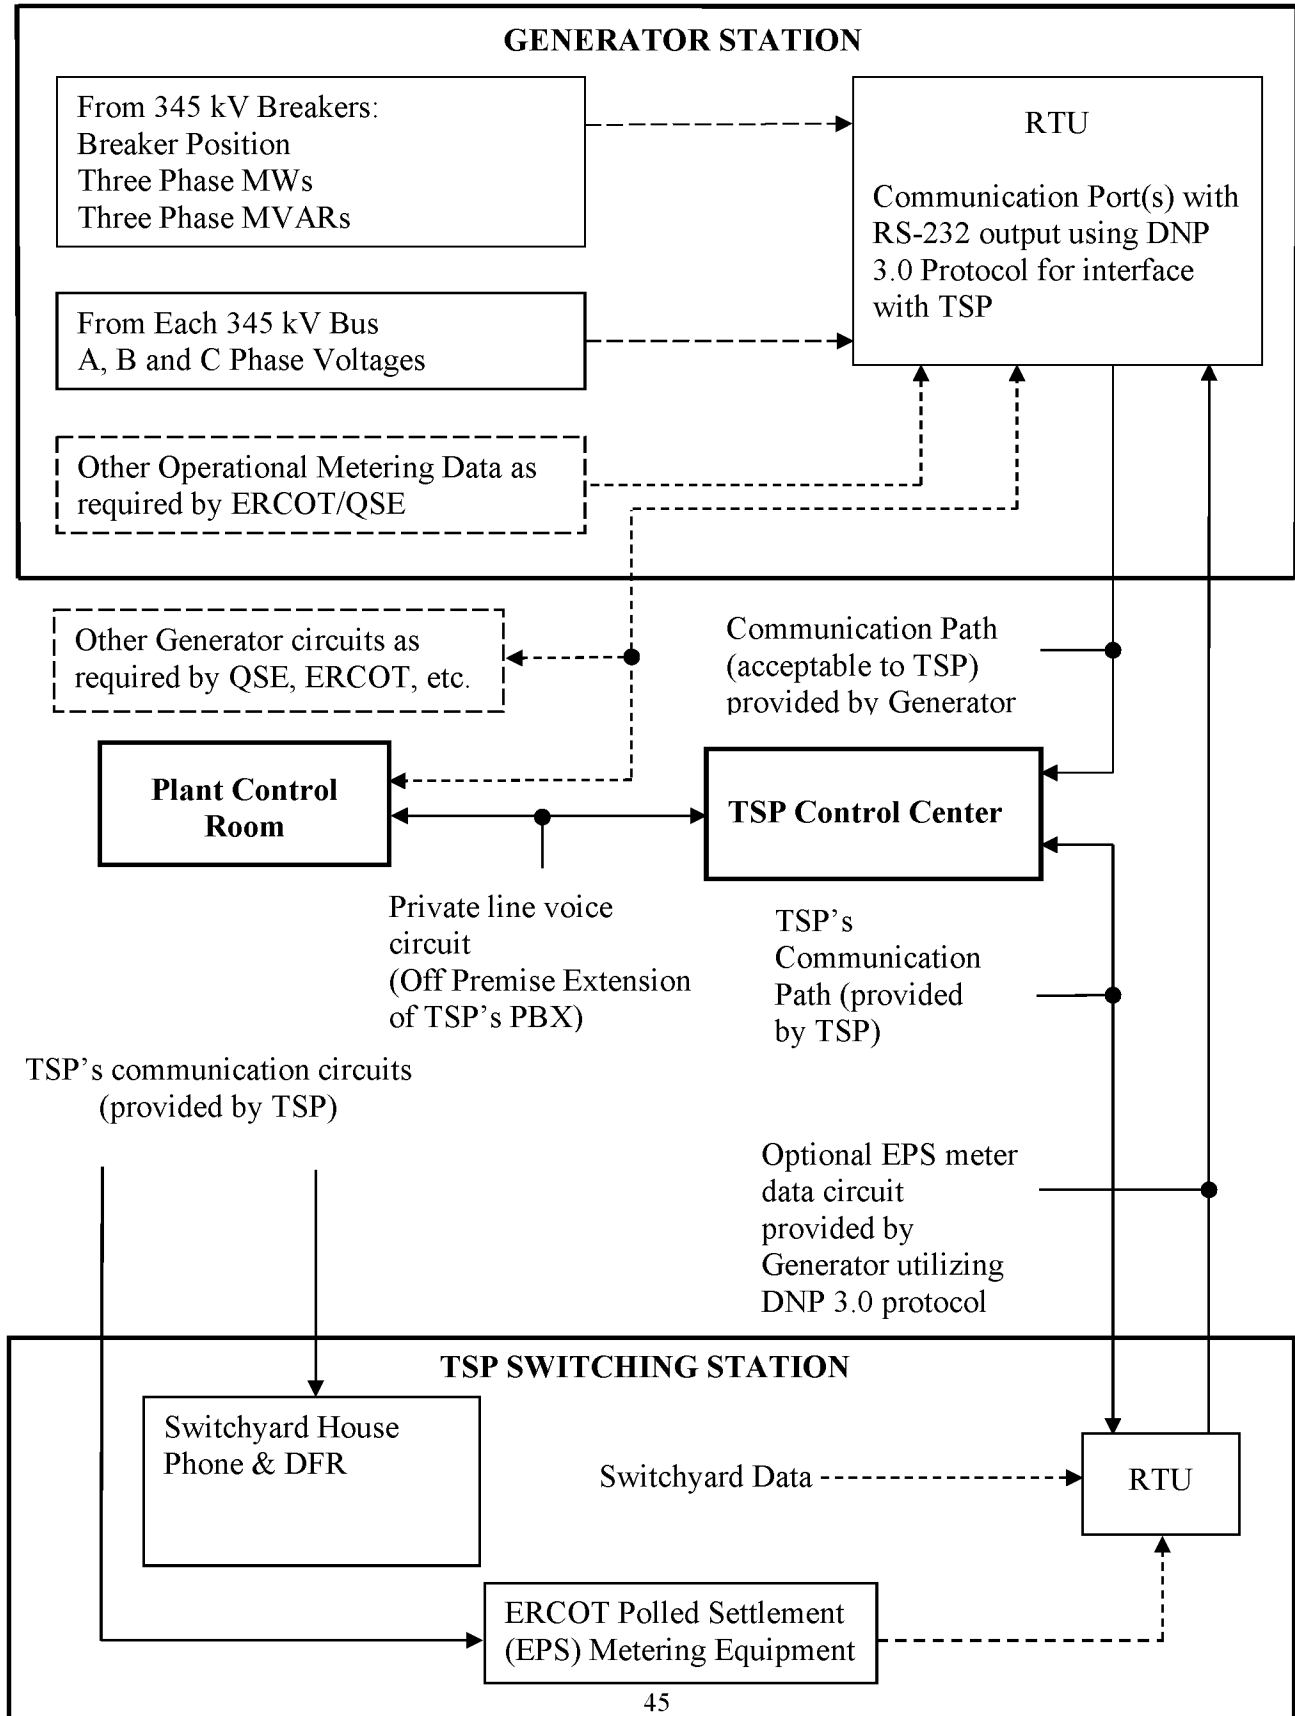 GENERATOR STATION
From 345 kV Breakers:
Breaker Position
Three Phase MWs
Three Phase MVARs
RTU
Communication Port(s) with
RS-232 output using DNP
3.0 Protocol for interface
with TSP
From Each 345 kV Bus
A, B and C Phase Voltages
Other Operational Metering Data as
required by ERCOT/QSE
Other Generator circuits as
required by QSE, ERCOT, etc.
Communication Path
(acceptable to TSP)
provided by Generator
Plant Control
Room
TSP Control Center
Private line voice
circuit
(Off Premise Extension
of TSP’s PBX)
TSP’s
Communication
Path (provided
by TSP)
TSP’s communication circuits
(provided by TSP)
Optional EPS meter
data circuit
provided by
Generator utilizing
DNP 3.0 protocol
TSP SWITCHING STATION
Switchyard House
Phone & DFR
Switchyard Data
RTU
ERCOT Polled Settlement
(EPS) Metering Equipment
45